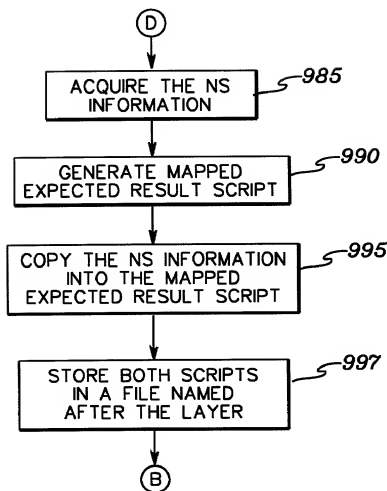 D
ACQUIRE THE NS
INFORMATION
985
GENERATE MAPPED
EXPECTED RESULT SCRIPT
990
COPY THE NS INFORMATION
INTO THE MAPPED
EXPECTED RESULT SCRIPT
995
STORE BOTH SCRIPTS
IN A FILE NAMED
AFTER THE LAYER
997
B